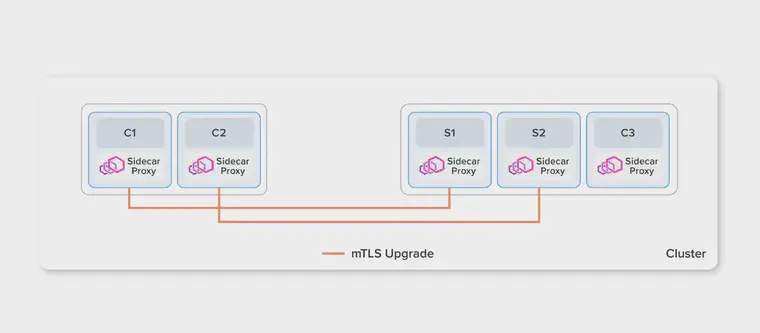 C1
C2
S1
S2
C3
Sidecar
Proxy
Sidecar
Proxy
Sidecar
Proxy
Sidecar
Proxy
Sidecar
Proxy
mTLS Upgrade
Cluster